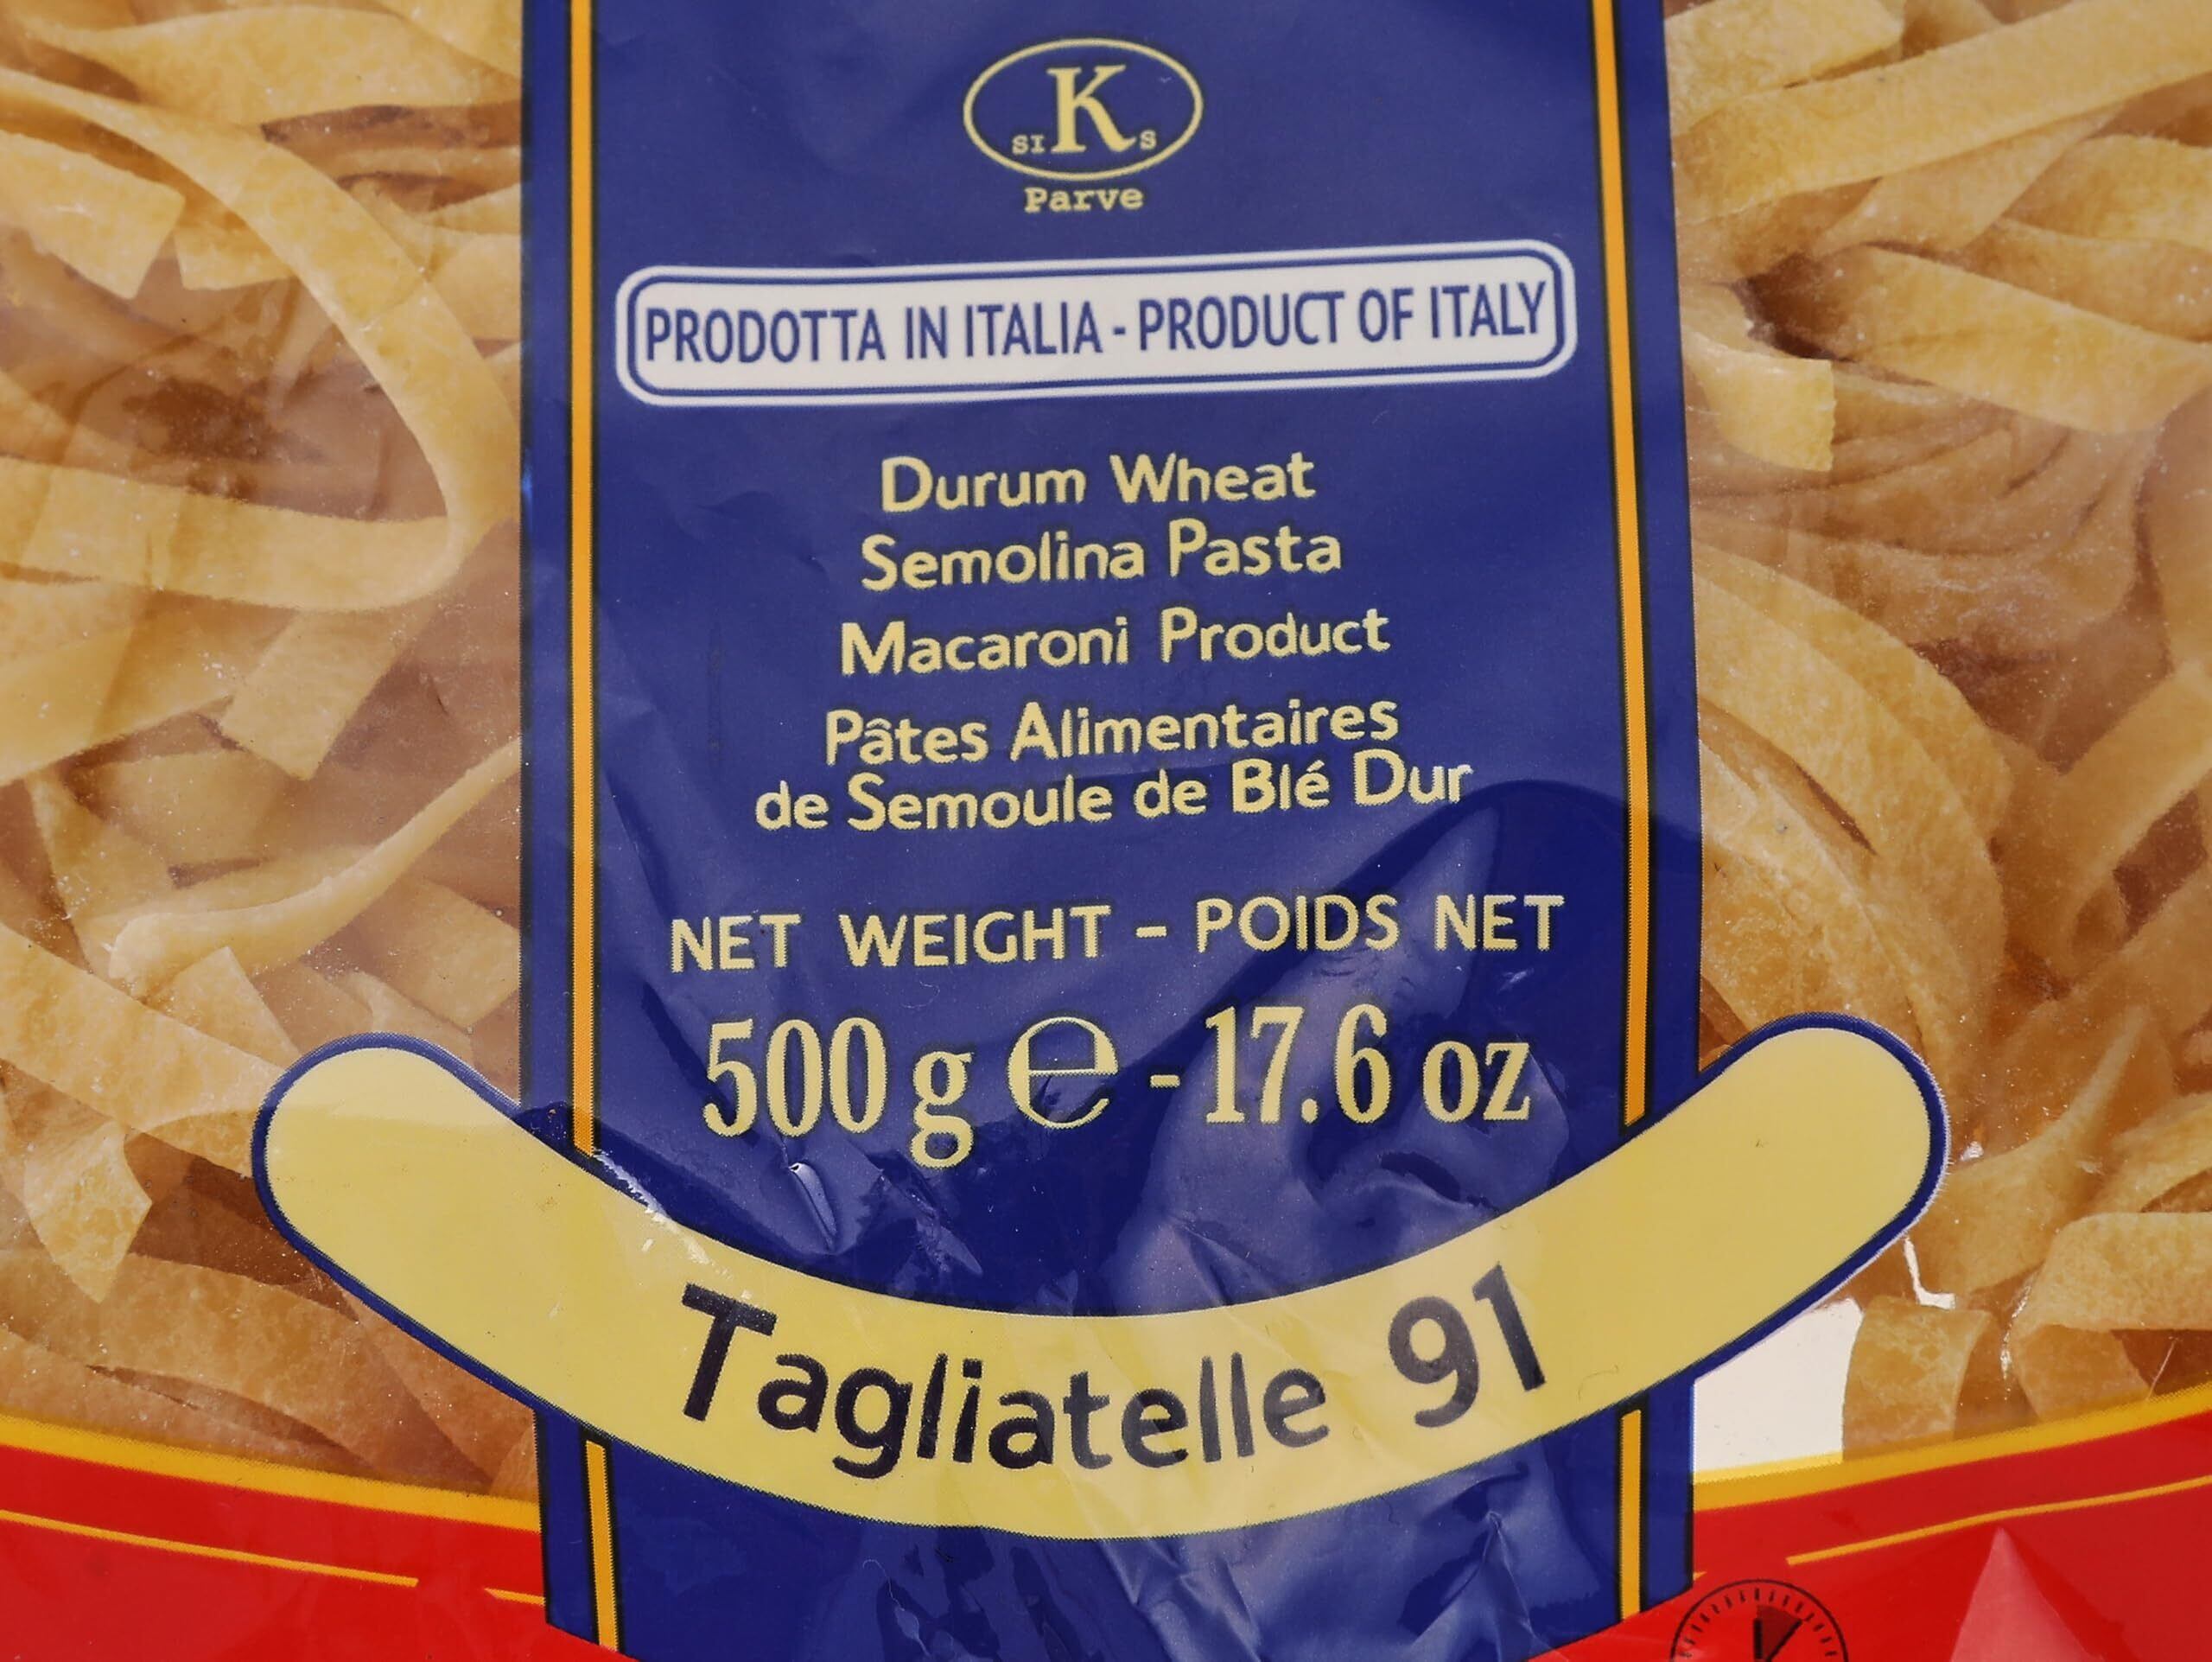 SI K S
Parve
PRODOTTA IN ITALIA - PRODUCT OF ITALY
Durum Wheat
Semolina Pasta
Macaroni Product
Pâtes Alimentaires
de Semoule de Blé Dur
NET WEIGHT - POIDS NET
500 g ℮ - 17.6 oz
Tagliatelle 91